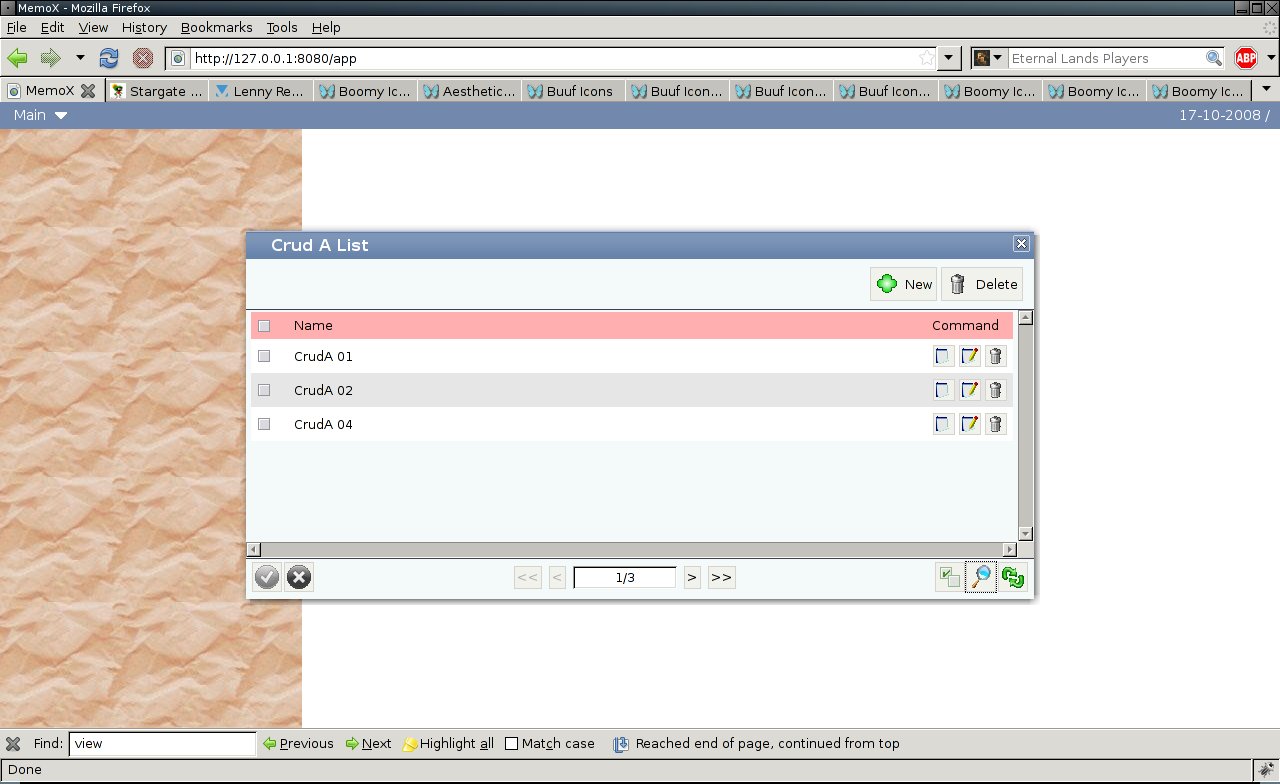 MemoX - Mozilla Firefox
File Edit View History Bookmarks Tools Help
http://127.0.0.1:8080/app
Eternal Lands Players
ABP
MemoX Stargate ... Lenny Re... Boomy Ic... Aesthetic... Buuf Icons Buuf Icon... Buuf Icon... Buuf Icon... Boomy Ic... Boomy Ic... Boomy Ic...
Main 17-10-2008 /
Crud A List
New Delete
Name Command
CrudA 01
CrudA 02
CrudA 04
<< < 1/3 > >>
Find: view Previous Next Highlight all Match case Reached end of page, continued from top
Done